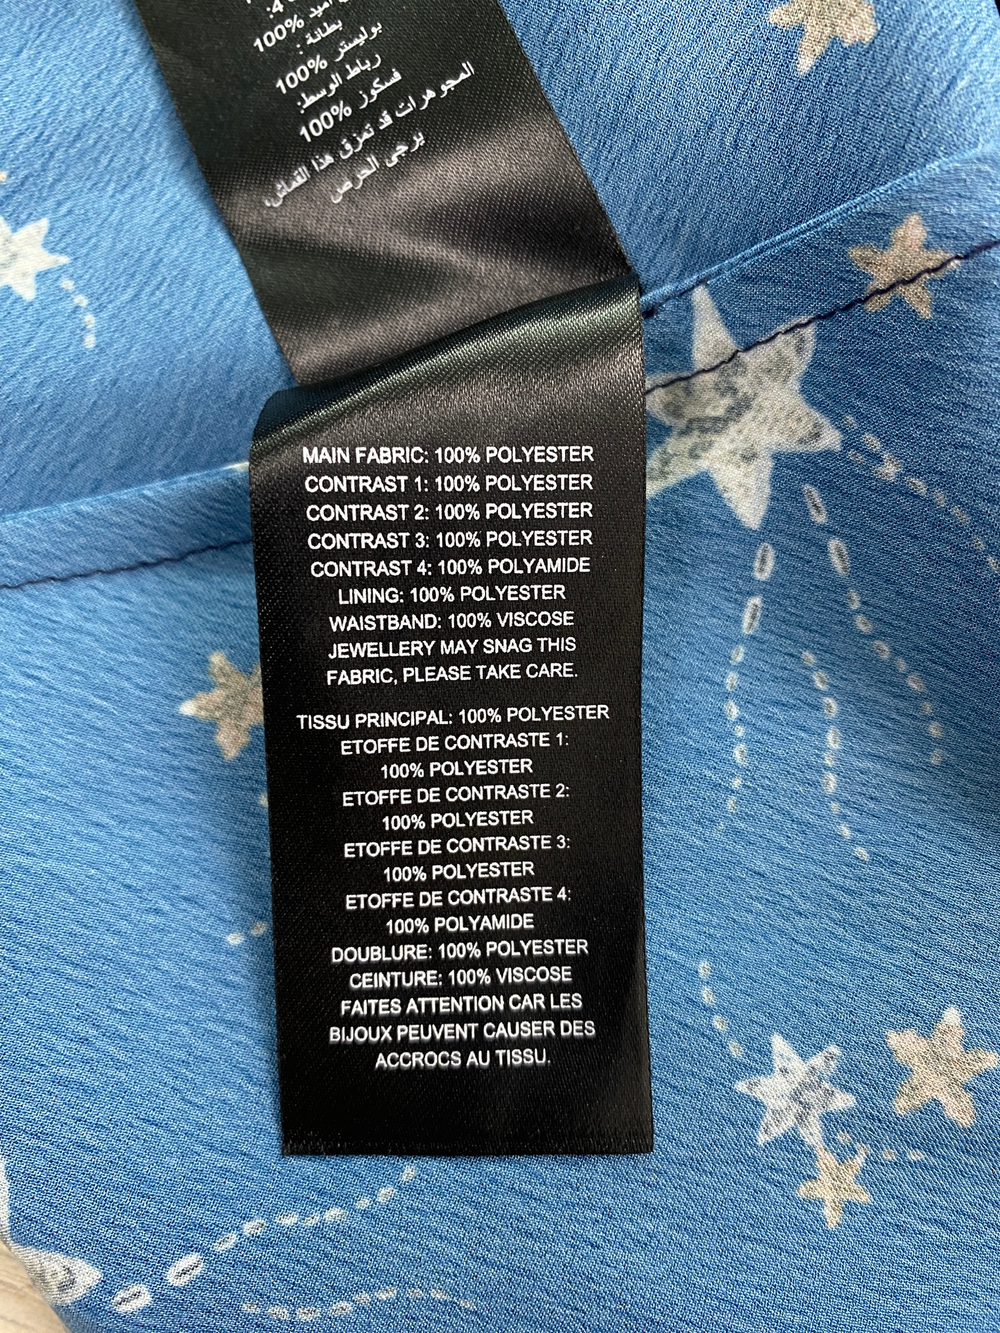 4:
أميد 100%
بطانة :
بوليستر 100%
رباط الوسط:
فسكوز 100%
المجوهرات قد تمزق هذا القماش،
يرجى الحرص
MAIN FABRIC: 100% POLYESTER
CONTRAST 1: 100% POLYESTER
CONTRAST 2: 100% POLYESTER
CONTRAST 3: 100% POLYESTER
CONTRAST 4: 100% POLYAMIDE
LINING: 100% POLYESTER
WAISTBAND: 100% VISCOSE
JEWELLERY MAY SNAG THIS
FABRIC, PLEASE TAKE CARE.
TISSU PRINCIPAL: 100% POLYESTER
ETOFFE DE CONTRASTE 1:
100% POLYESTER
ETOFFE DE CONTRASTE 2:
100% POLYESTER
ETOFFE DE CONTRASTE 3:
100% POLYESTER
ETOFFE DE CONTRASTE 4:
100% POLYAMIDE
DOUBLURE: 100% POLYESTER
CEINTURE: 100% VISCOSE
FAITES ATTENTION CAR LES
BIJOUX PEUVENT CAUSER DES
ACCROCS AU TISSU.